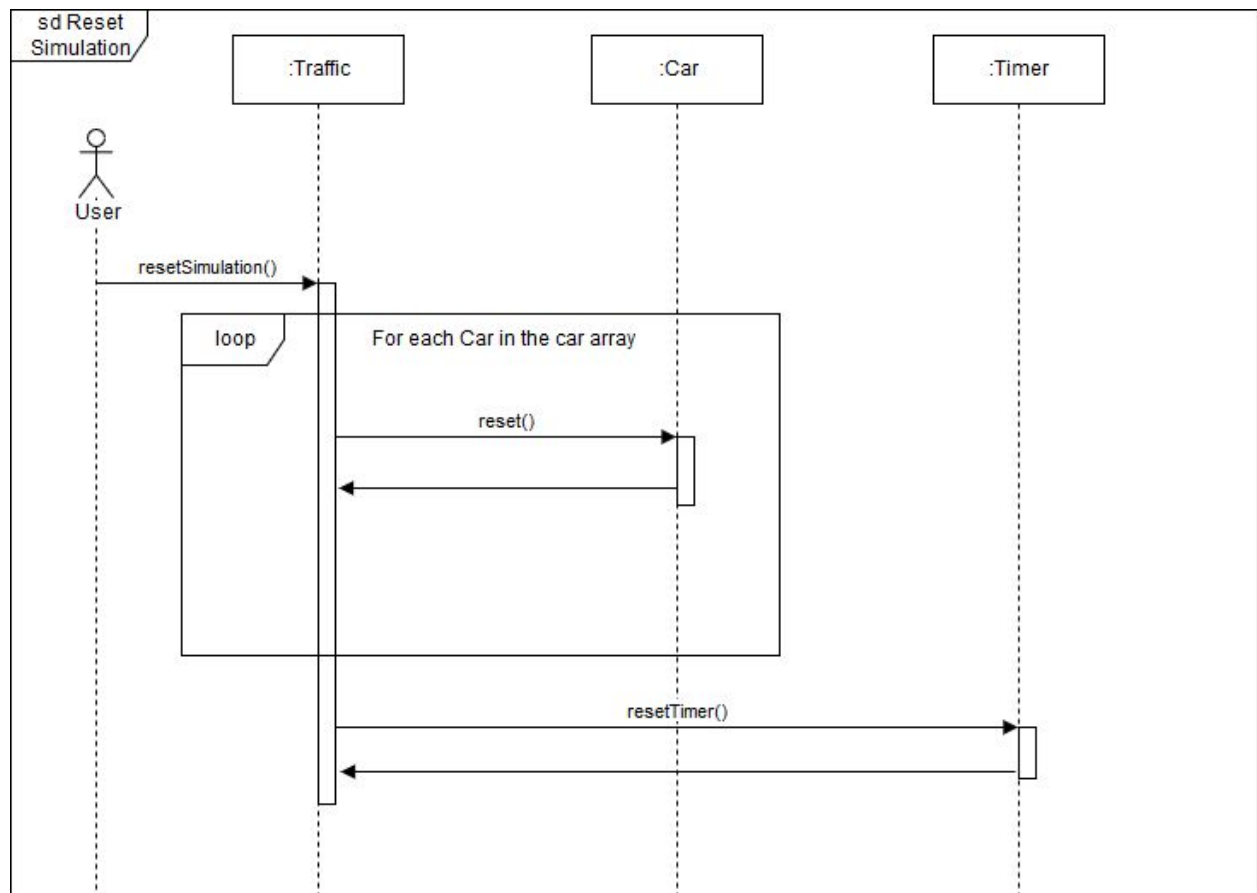 sd Reset
Simulation
:Traffic
:Car
:Timer
User
resetSimulation()
loop
For each Car in the car array
reset()
resetTimer()